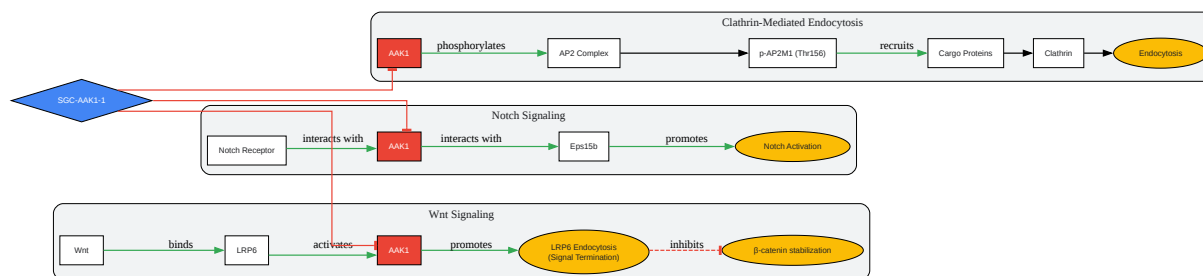 Clathrin-Mediated Endocytosis
AAK1
phosphorylates
AP2 Complex
p-AP2M1 (Thr156)
recruits
Cargo Proteins
Clathrin
Endocytosis
SGC-AAK1-1
Notch Signaling
Notch Receptor
interacts with
AAK1
interacts with
Eps15b
promotes
Notch Activation
Wnt Signaling
Wnt
binds
LRP6
activates
AAK1
promotes
LRP6 Endocytosis
(Signal Termination)
inhibits
β-catenin stabilization